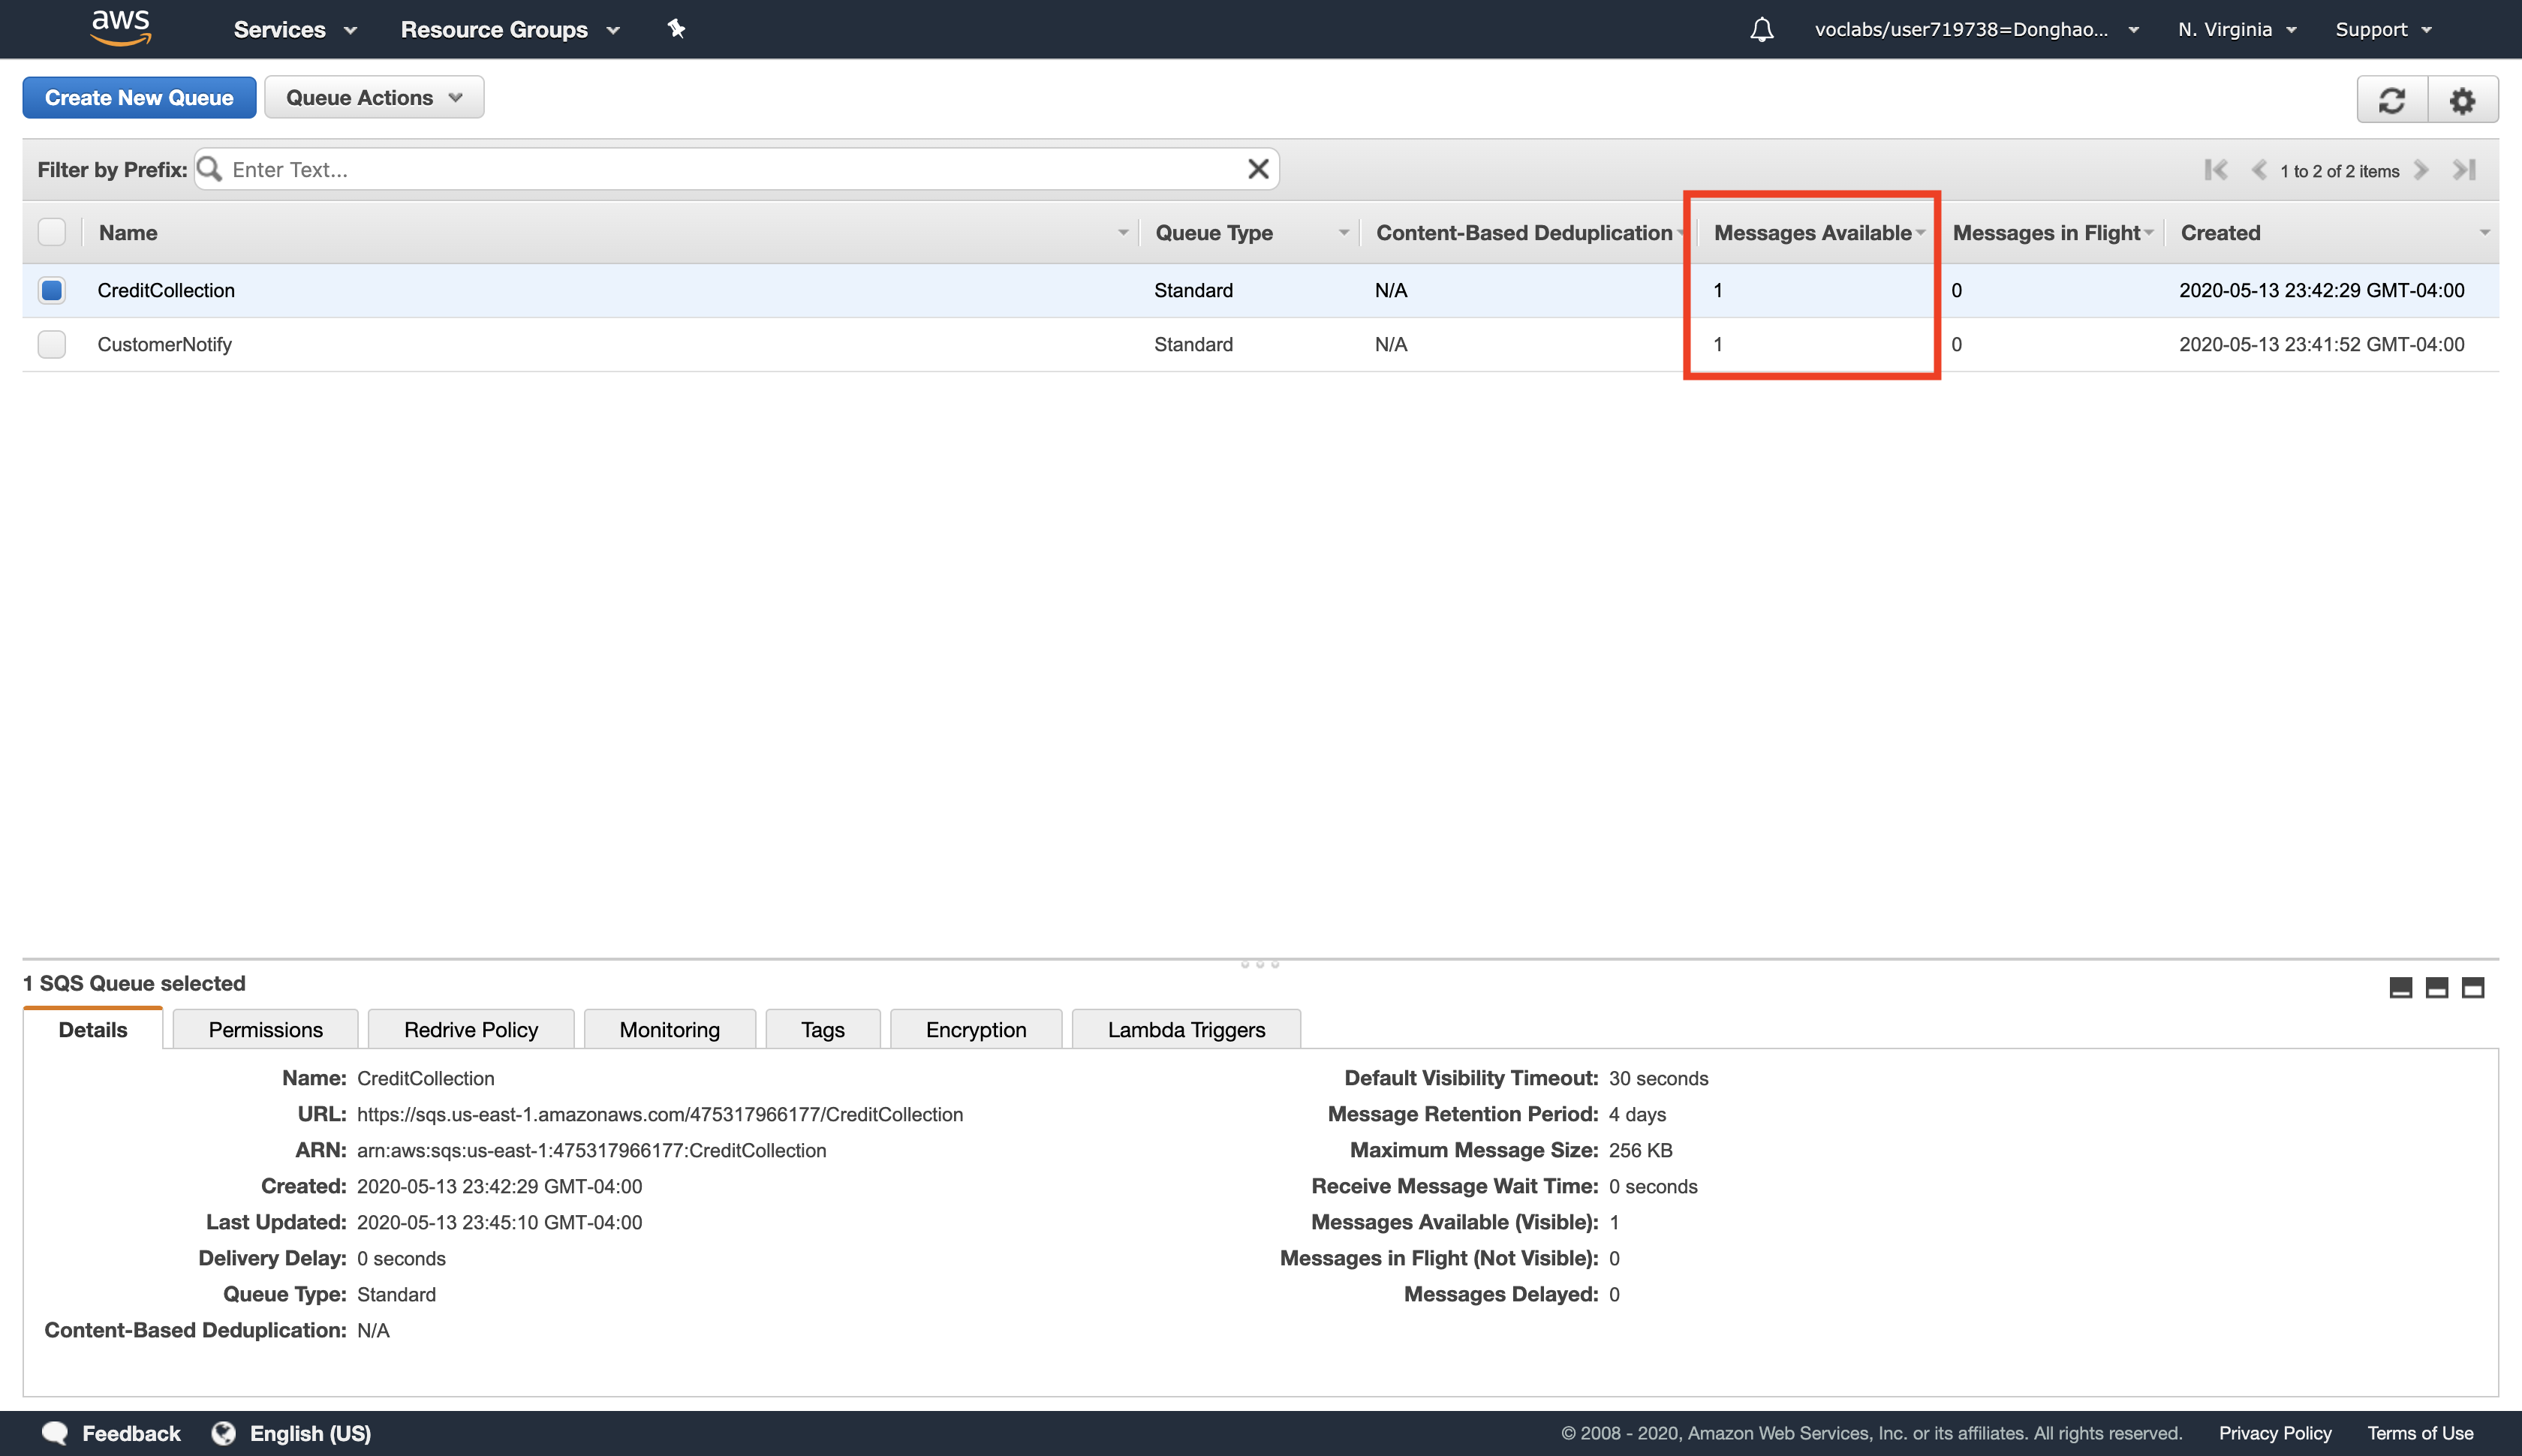 aws Services Resource Groups voclabs/user719738=Donghao... N. Virginia Support
Create New Queue Queue Actions
Filter by Prefix: Enter Text... 1 to 2 of 2 items
Name Queue Type Content-Based Deduplication Messages Available Messages in Flight Created
CreditCollection Standard N/A 1 0 2020-05-13 23:42:29 GMT-04:00
CustomerNotify Standard N/A 1 0 2020-05-13 23:41:52 GMT-04:00
1 SQS Queue selected
Details Permissions Redrive Policy Monitoring Tags Encryption Lambda Triggers
Name: CreditCollection Default Visibility Timeout: 30 seconds
URL: https://sqs.us-east-1.amazonaws.com/475317966177/CreditCollection Message Retention Period: 4 days
ARN: arn:aws:sqs:us-east-1:475317966177:CreditCollection Maximum Message Size: 256 KB
Created: 2020-05-13 23:42:29 GMT-04:00 Receive Message Wait Time: 0 seconds
Last Updated: 2020-05-13 23:45:10 GMT-04:00 Messages Available (Visible): 1
Delivery Delay: 0 seconds Messages in Flight (Not Visible): 0
Queue Type: Standard Messages Delayed: 0
Content-Based Deduplication: N/A
Feedback English (US) © 2008 - 2020, Amazon Web Services, Inc. or its affiliates. All rights reserved. Privacy Policy Terms of Use